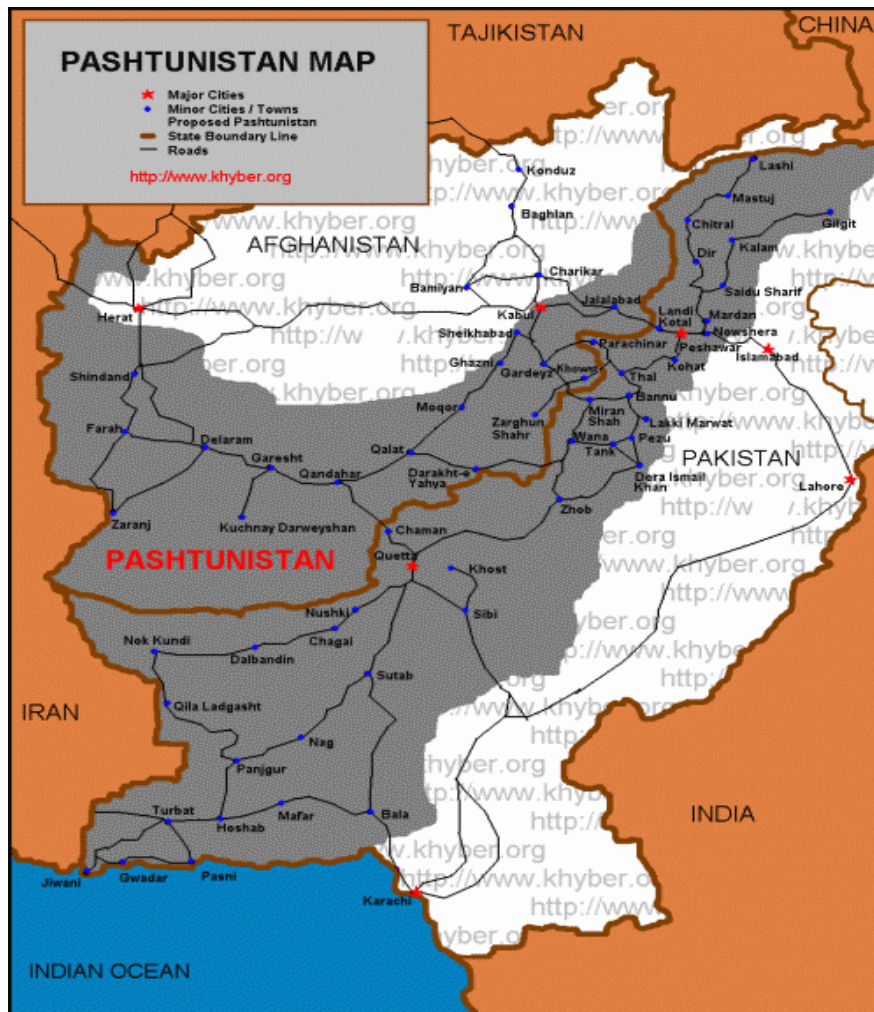 PASHTUNISTAN MAP
Major Cities
Minor Cities / Towns
Proposed Pashtunistan
State Boundary Line
Roads
http://www.khyber.org
TAJIKISTAN
CHINA
AFGHANISTAN
Konduz
Baghlan
Bamiyan
Charikar
Kabul
Jalalabad
Herat
Sheikhabad
Ghazni
Gardeyz
Khowst
Parachinar
Landi
Kotal
Peshawar
Kohat
Lashi
Mastuj
Chitral
Gilgit
Dir
Kalam
Saidu Sharif
Mardan
Nowshera
Islamabad
Shindand
Farah
Delaram
Garesht
Qandahar
Qalat
Moqor
Zarghun
Shahr
Darakht-e
Yahya
Zaranj
Kuchnay Darweyshan
Thal
Bannu
Miran
Shah
Lakki Marwat
Wana
Pezu
Tank
Dera Ismail
Khan
PAKISTAN
Lahore
Zhob
Chaman
Quetta
PASHTUNISTAN
Khost
Sibi
Nushki
Chagai
Nok Kundi
Dalbandin
Sutab
IRAN
Qila Ladgasht
Nag
Panjgur
Turbat
Hoshab
Mafar
Bala
INDIA
Jiwani
Gwadar
Pasni
Karachi
INDIAN OCEAN